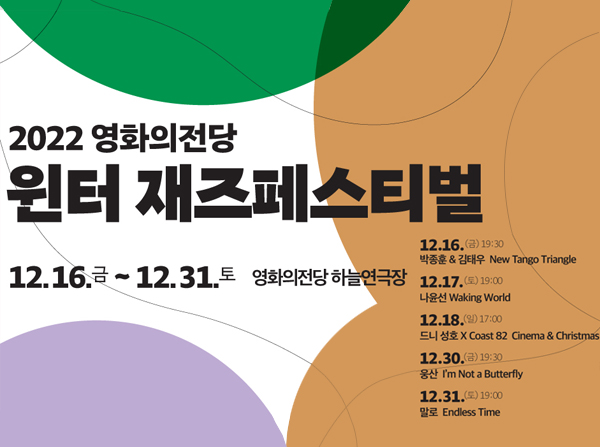 2022 영화의전당
윈터 재즈페스티벌
12.16.금 ~ 12.31.토 영화의전당 하늘연극장
12.16.(금) 19:30
박종훈 & 김태우 New Tango Triangle
12.17.(토) 19:00
나윤선 Waking World
12.18.(일) 17:00
드니 성호 X Coast 82 Cinema & Christmas
12.30.(금) 19:30
웅산 I'm Not a Butterfly
12.31.(토) 19:00
말로 Endless Time